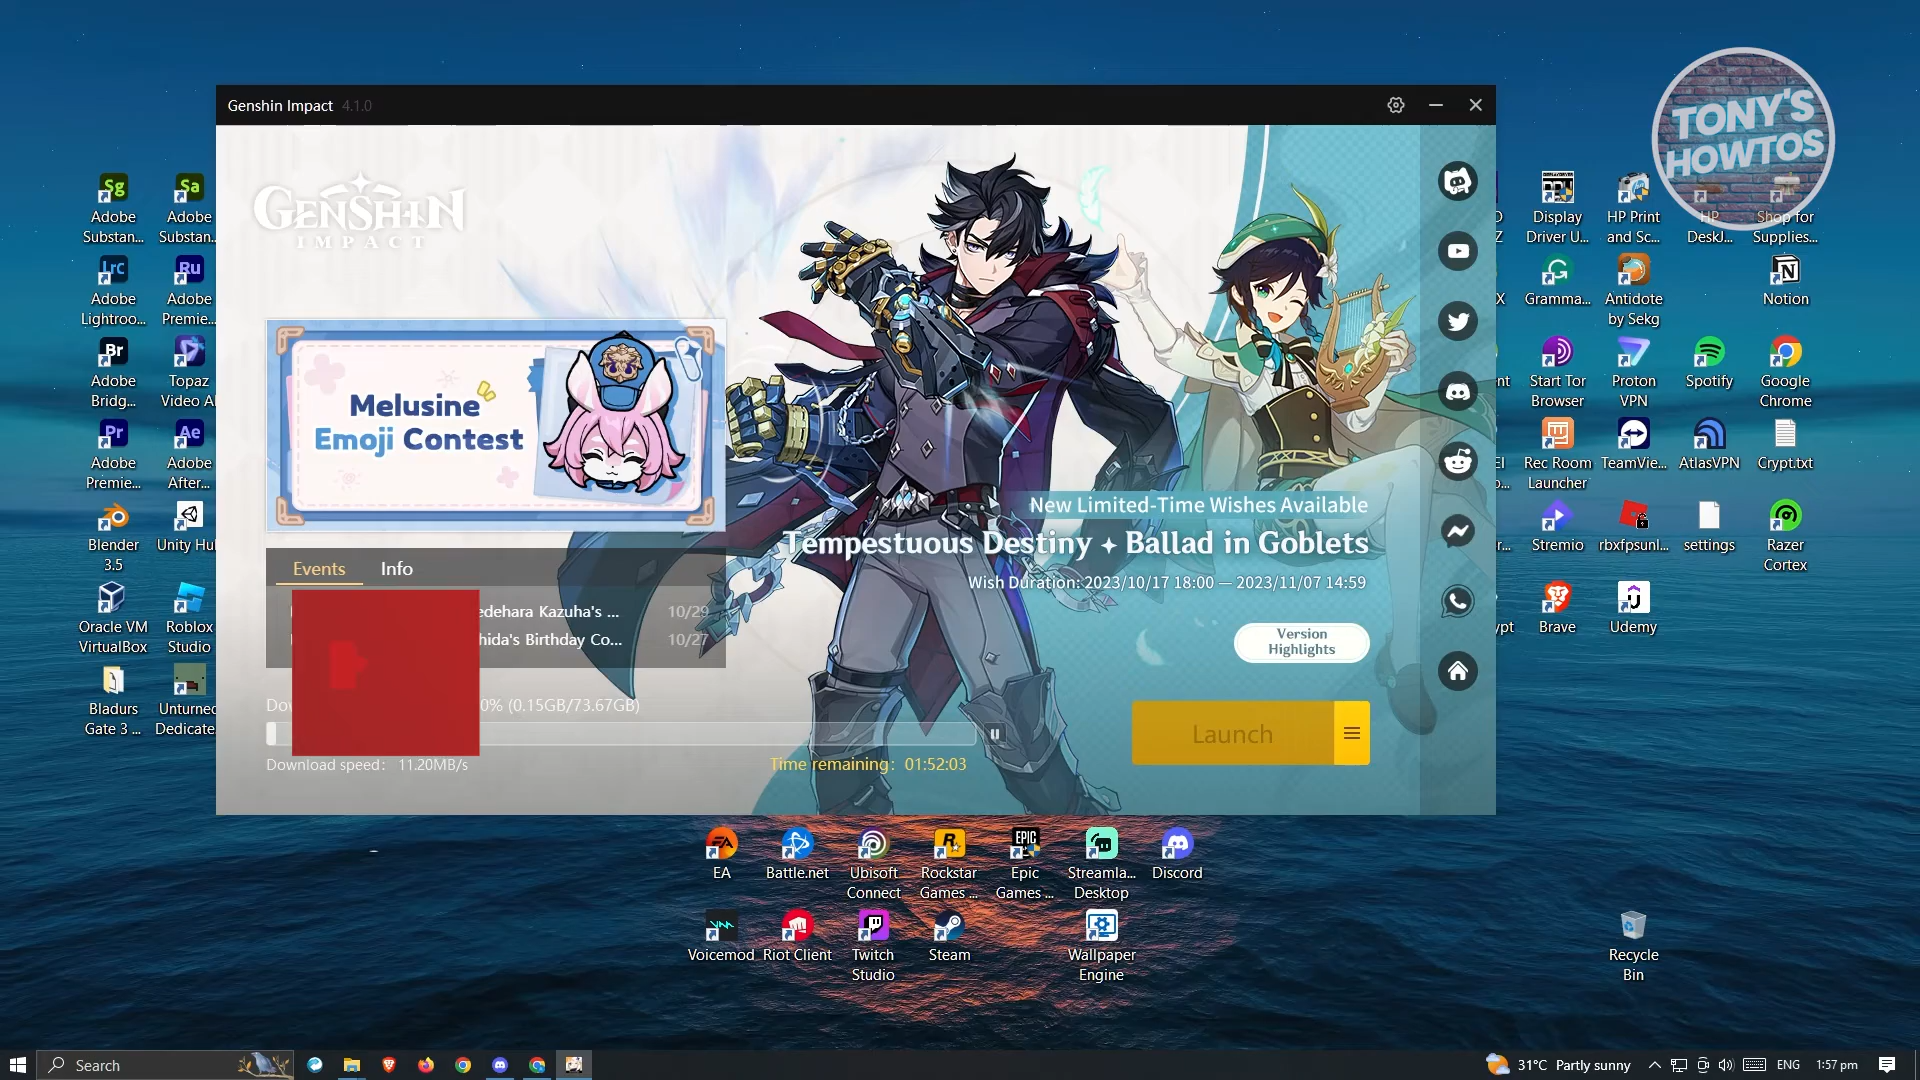 Genshin Impact 4.1.0
TONY'S
HOWTOS
GENSHIN
IMPACT
Melusine
Emoji Contest
Events Info
edehara Kazuha's ... 10/29
hida's Birthday Co... 10/27
0% (0.15GB/73.67GB)
Download speed: 11.20MB/s
Time remaining: 01:52:03
New Limited-Time Wishes Available
Tempestuous Destiny ✦ Ballad in Goblets
Wish Duration: 2023/10/17 18:00 — 2023/11/07 14:59
Version
Highlights
Launch
Adobe
Substan...
Adobe
Substan...
Adobe
Lightroo...
Adobe
Premie...
Adobe
Bridg...
Topaz
Video AI
Adobe
Premie...
Adobe
After...
Blender
3.5
Unity Hu
Oracle VM
VirtualBox
Roblox
Studio
Bladurs
Gate 3 ...
Unturned
Dedicate
Display
Driver U...
HP Print
and Sc...
HP
DeskJ...
Shop for
Supplies...
Gramma...
Antidote
by Sekg
Notion
Start Tor
Browser
Proton
VPN
Spotify
Google
Chrome
Rec Room
Launcher
TeamVie...
AtlasVPN
Crypt.txt
Stremio
rbxfpsunl...
settings
Razer
Cortex
Brave
Udemy
EA
Battle.net
Ubisoft
Connect
Rockstar
Games ...
Epic
Games ...
Streamla...
Desktop
Discord
Voicemod
Riot Client
Twitch
Studio
Steam
Wallpaper
Engine
Recycle
Bin
Search
31°C Partly sunny
ENG
1:57 pm